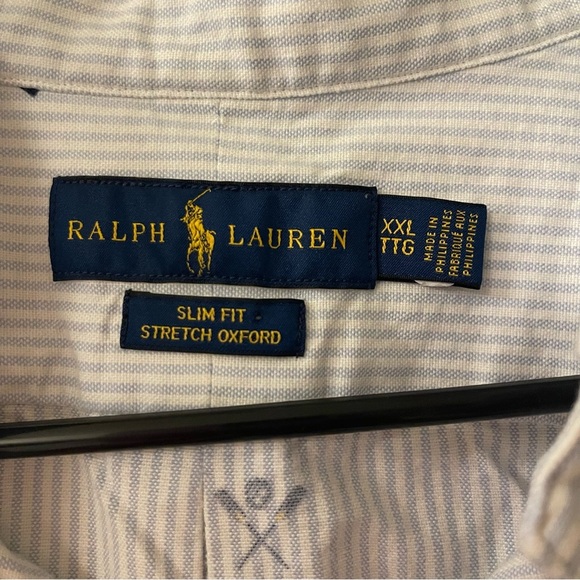 RALPH LAUREN
XXL
TTG
MADE IN
PHILIPPINES
FABRIQUÉ AUX
PHILIPPINES
SLIM FIT
STRETCH OXFORD